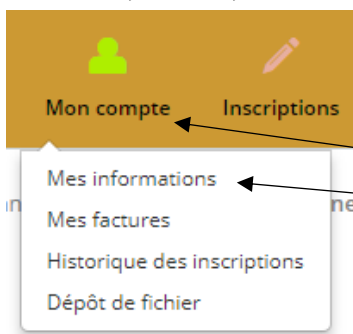 Mon compte Inscriptions
Mes informations
Mes factures
Historique des inscriptions
Dépôt de fichier